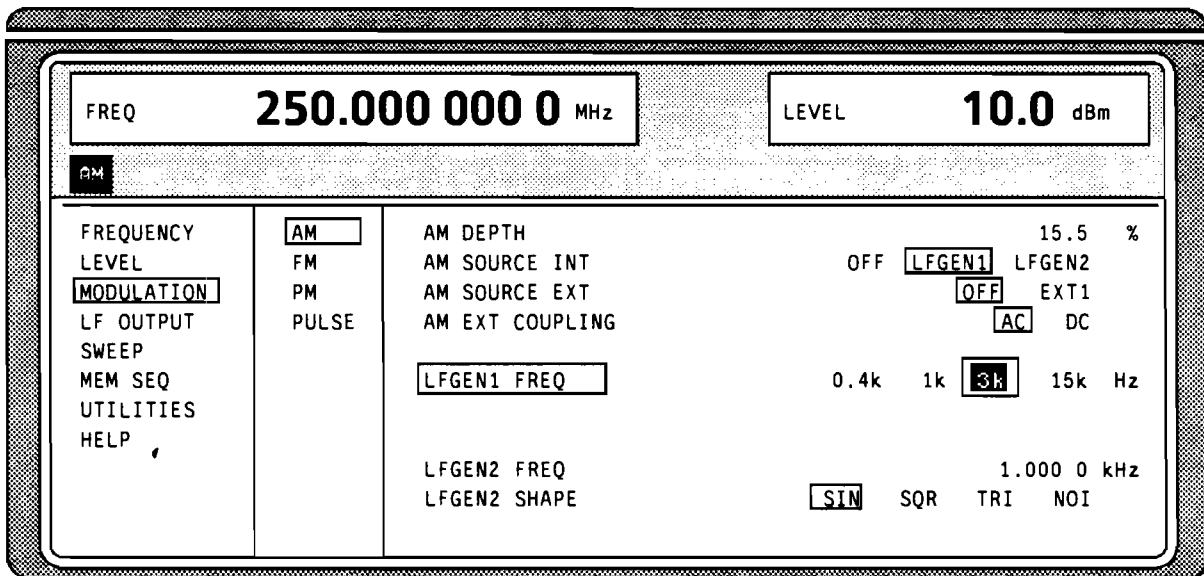 FREQ 250.000 000 0 MHz LEVEL 10.0 dBm
AM
FREQUENCY AM AM DEPTH 15.5 %
LEVEL FM AM SOURCE INT OFF LFGEN1 LFGEN2
MODULATION PM AM SOURCE EXT OFF EXT1
LF OUTPUT PULSE AM EXT COUPLING AC DC
SWEEP
MEM SEQ LFGEN1 FREQ 0.4k 1k 3k 15k Hz
UTILITIES
HELP
LFGEN2 FREQ 1.000 0 kHz
LFGEN2 SHAPE SIN SQR TRI NOI